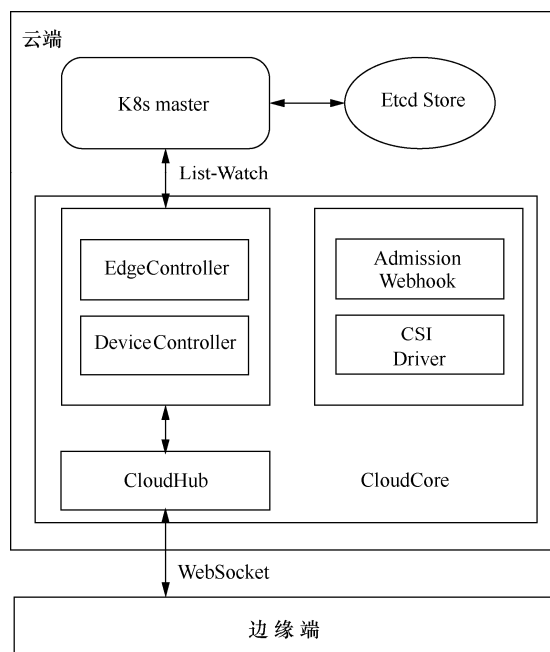 云端
K8s master
Etcd Store
List-Watch
EdgeController
DeviceController
Admission
Webhook
CSI
Driver
CloudHub
CloudCore
WebSocket
边缘端